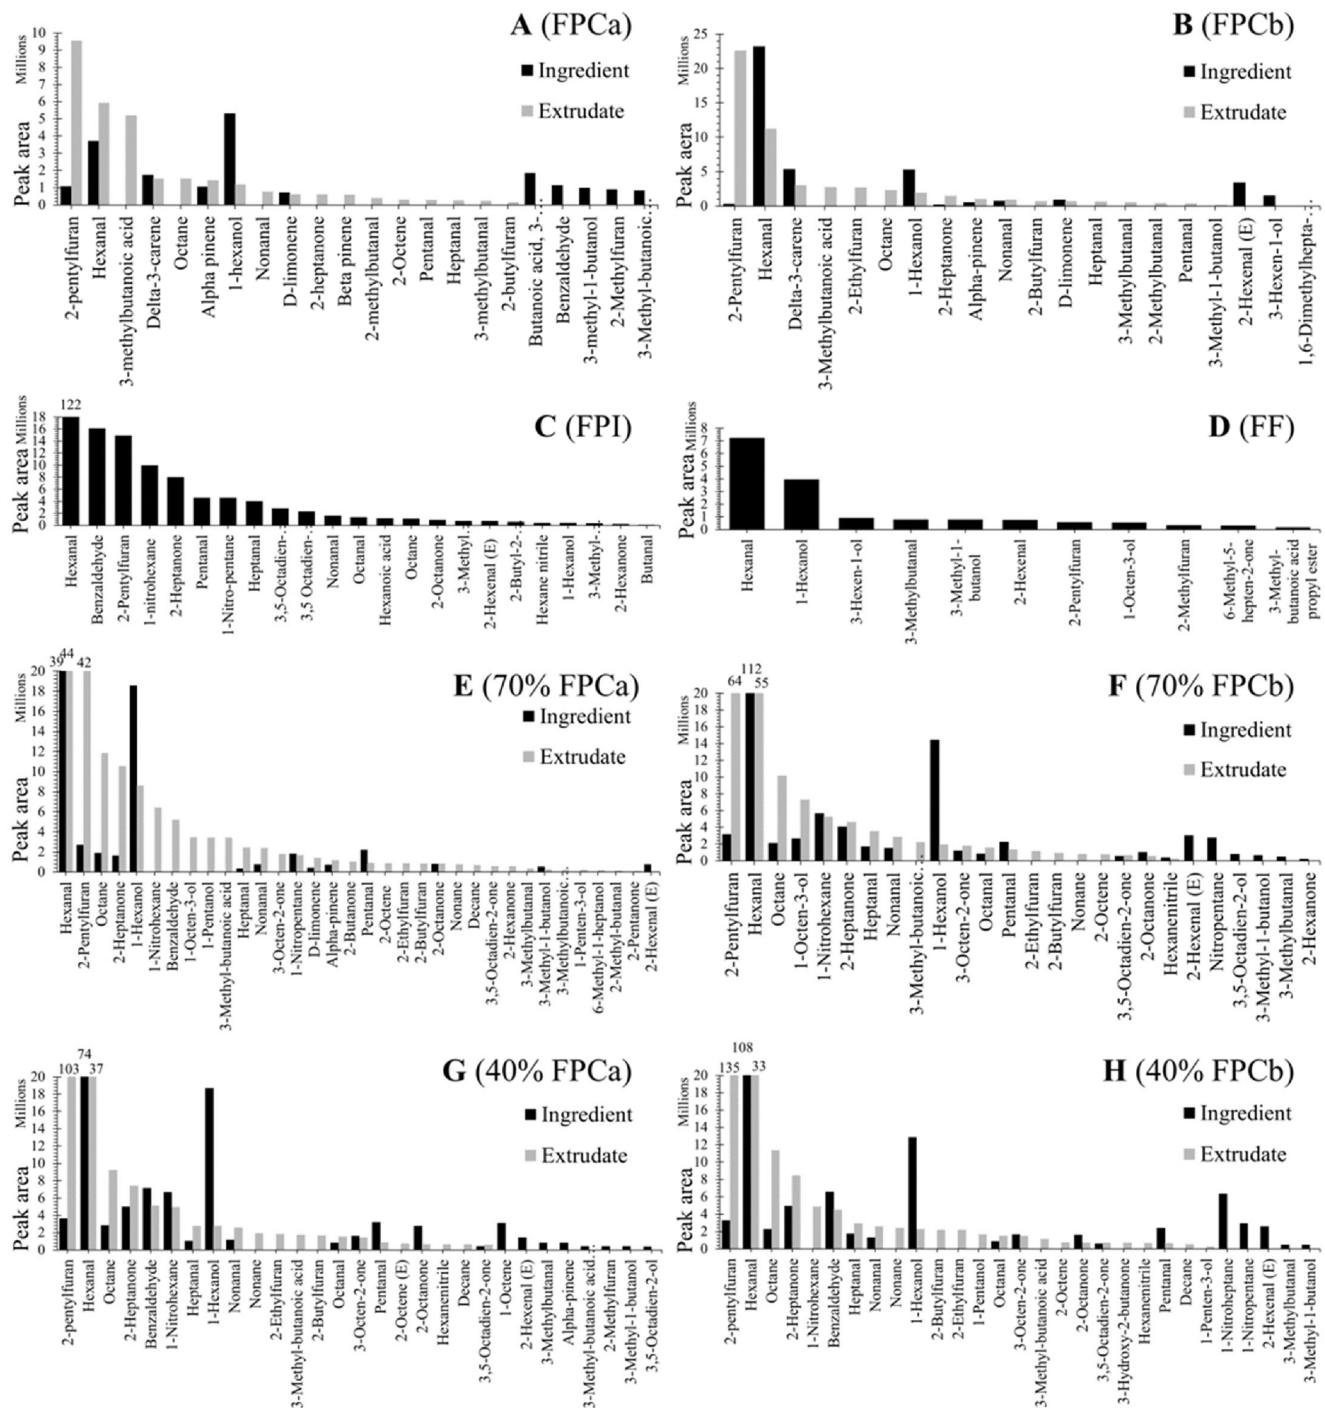 A (FPCa)
Millions
Peak area
10
9
8
7
6
5
4
3
2
1
0
Ingredient
Extrudate
2-pentylfuran
Hexanal
3-methylbutanoic acid
Delta-3-carene
Octane
Alpha pinene
1-hexanol
Nonanal
D-limonene
2-heptanone
Beta pinene
2-methylbutanal
2-Octene
Pentanal
Heptanal
3-methylbutanal
2-butylfuran
Butanoic acid, 3-...
Benzaldehyde
3-methyl-1-butanol
2-Methylfuran
3-Methyl-butanoic...
B (FPCb)
Millions
Peak aera
25
20
15
10
5
0
Ingredient
Extrudate
2-Pentylfuran
Hexanal
Delta-3-carene
3-Methylbutanoic acid
2-Ethylfuran
Octane
1-Hexanol
2-Heptanone
Alpha-pinene
Nonanal
2-Butylfuran
D-limonene
Heptanal
3-Methylbutanal
2-Methylbutanal
Pentanal
3-Methyl-1-butanol
2-Hexenal (E)
3-Hexen-1-ol
1,6-Dimethylhepta-...
C (FPI)
Millions
Peak area
122
18
16
14
12
10
8
6
4
2
0
Hexanal
Benzaldehyde
2-Pentylfuran
1-nitrohexane
2-Heptanone
Pentanal
1-Nitro-pentane
Heptanal
3,5-Octadien-..
3,5 Octadien-.
Nonanal
Octanal
Hexanoic acid
Octane
2-Octanone
3-Methyl..
2-Hexenal (E)
2-Butyl-2-.
Hexane nitrile
1-Hexanol
3-Methyl-..
2-Hexanone
Butanal
D (FF)
Millions
Peak area
8
7
6
5
4
3
2
1
0
Hexanal
1-Hexanol
3-Hexen-1-ol
3-Methylbutanal
3-Methyl-1-
butanol
2-Hexenal
2-Pentylfuran
1-Octen-3-ol
2-Methylfuran
6-Methyl-5-
hepten-2-one
3-Methyl-
butanoic acid
propyl ester
E (70% FPCa)
Millions
Peak area
39
44
42
20
18
16
14
12
10
8
6
4
2
0
Ingredient
Extrudate
Hexanal
2-Pentylfuran
Octane
2-Heptanone
1-Hexanol
1-Nitrohexane
Benzaldehyde
1-Octen-3-ol
1-Pentanol
3-Methyl-butanoic acid
Heptanal
Nonanal
3-Octen-2-one
1-Nitropentane
D-limonene
Alpha-pinene
2-Butanone
Pentanal
2-Octene
2-Ethylfuran
2-Butylfuran
2-Octanone
Nonane
Decane
3,5-Octadien-2-one
2-Hexanone
3-Methylbutanal
3-Methyl-1-butanol
3-Methylbutanoic...
1-Penten-3-ol
6-Methyl-1-heptanol
2-Methyl-butanal
2-Pentanone
2-Hexenal (E)
F (70% FPCb)
Millions
Peak area
64
112
55
20
18
16
14
12
10
8
6
4
2
0
Ingredient
Extrudate
2-Pentylfuran
Hexanal
Octane
1-Octen-3-ol
1-Nitrohexane
2-Heptanone
Heptanal
Nonanal
3-Methyl-butanoic..
1-Hexanol
3-Octen-2-one
Octanal
Pentanal
2-Ethylfuran
2-Butylfuran
Nonane
2-Octene
3,5-Octadien-2-one
2-Octanone
Hexanenitrile
2-Hexenal (E)
Nitropentane
3,5-Octadien-2-ol
3-Methyl-1-butanol
3-Methylbutanal
2-Hexanone
G (40% FPCa)
Millions
Peak area
103
74
37
20
18
16
14
12
10
8
6
4
2
0
Ingredient
Extrudate
2-pentylfuran
Hexanal
Octane
2-Heptanone
Benzaldehyde
1-Nitrohexane
Heptanal
1-Hexanol
Nonanal
Nonane
2-Ethylfuran
3-Methyl-butanoic acid
2-Butylfuran
Octanal
3-Octen-2-one
Pentanal
2-Octene (E)
2-Octanone
Hexanenitrile
Decane
3,5-Octadien-2-one
1-Octene
2-Hexenal (E)
3-Methylbutanal
Alpha-pinene
3-Methyl-butanoic acid..
2-Methylfuran
3-Methyl-1-butanol
3,5-Octadien-2-ol
H (40% FPCb)
Millions
Peak area
135
108
33
20
18
16
14
12
10
8
6
4
2
0
Ingredient
Extrudate
2-pentylfuran
Hexanal
Octane
2-Heptanone
1-Nitrohexane
Benzaldehyde
Heptanal
Nonanal
Nonane
1-Hexanol
2-Butylfuran
2-Ethylfuran
1-Pentanol
Octanal
3-Octen-2-one
3-Methyl-butanoic acid
2-Octene
2-Octanone
3,5-Octadien-2-one
3-Hydroxy-2-butanone
Hexanenitrile
Pentanal
Decane
1-Penten-3-ol
1-Nitroheptane
1-Nitropentane
2-Hexenal (E)
3-Methylbutanal
3-Methyl-1-butanol